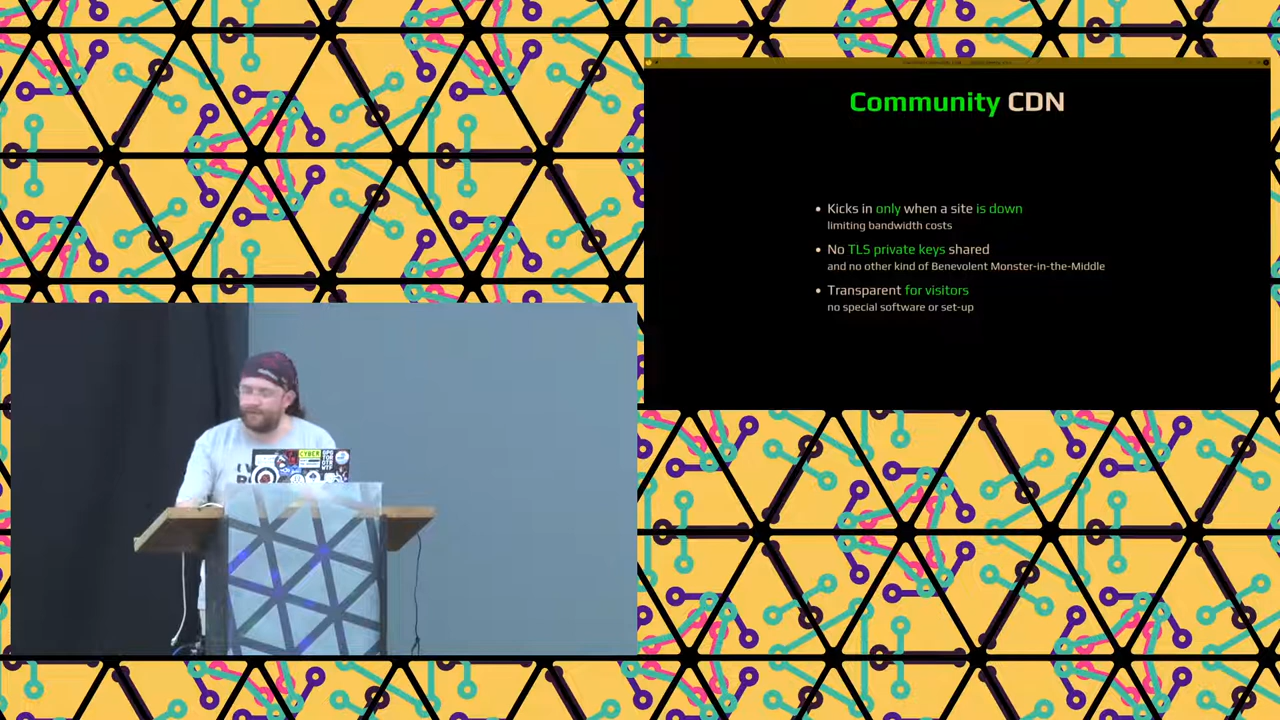 Community CDN
• Kicks in only when a site is down
limiting bandwidth costs
• No TLS private keys shared
and no other kind of Benevolent Monster-in-the-Middle
• Transparent for visitors
no special software or set-up
CYBER